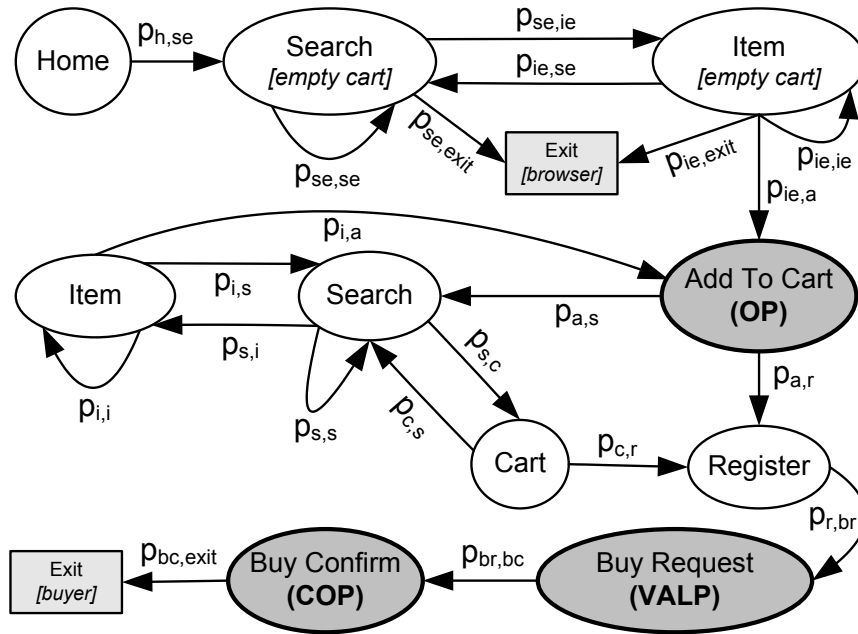 Home
p_h,se
Search
[empty cart]
p_se,ie
p_ie,se
Item
[empty cart]
p_se,se
p_se,exit
Exit
[browser]
p_ie,exit
p_ie,ie
p_ie,a
p_i,a
Item
p_i,s
Search
p_a,s
Add To Cart
(OP)
p_s,i
p_i,i
p_s,s
p_s,c
p_c,s
p_a,r
Cart
p_c,r
Register
p_r,br
Exit
[buyer]
p_bc,exit
Buy Confirm
(COP)
p_br,bc
Buy Request
(VALP)